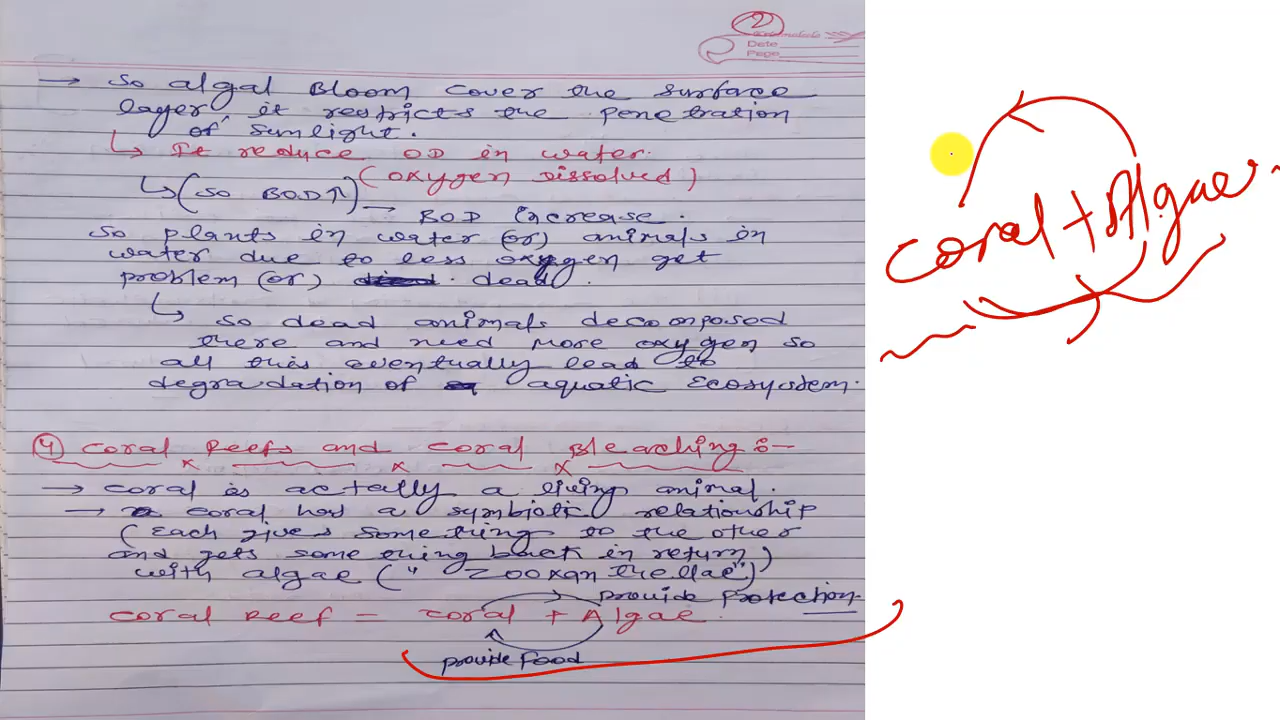 2
Date
Page
→ So algal Bloom cover the surface
layer, it restricts the penetration
of sunlight.
↳ It reduce OD in water.
(oxygen dissolved)
↳ (So BOD↑) → BOD increase.
So plants in water (or) animals in
water due to less oxygen get
problem (or) dead.
↳ So dead animals decomposed
there and need more oxygen so
all this eventually lead to
degradation of aquatic Ecosystem.
4 Coral Reefs and Coral Bleaching :-
→ coral is actally a living animal.
→ coral had a symbiotic relationship
(Each gives something to the other
and gets something back in return)
with algae (" zooxanthellae")
provide protection
coral Reef = coral + Algae.
provide Food
coral + Algae